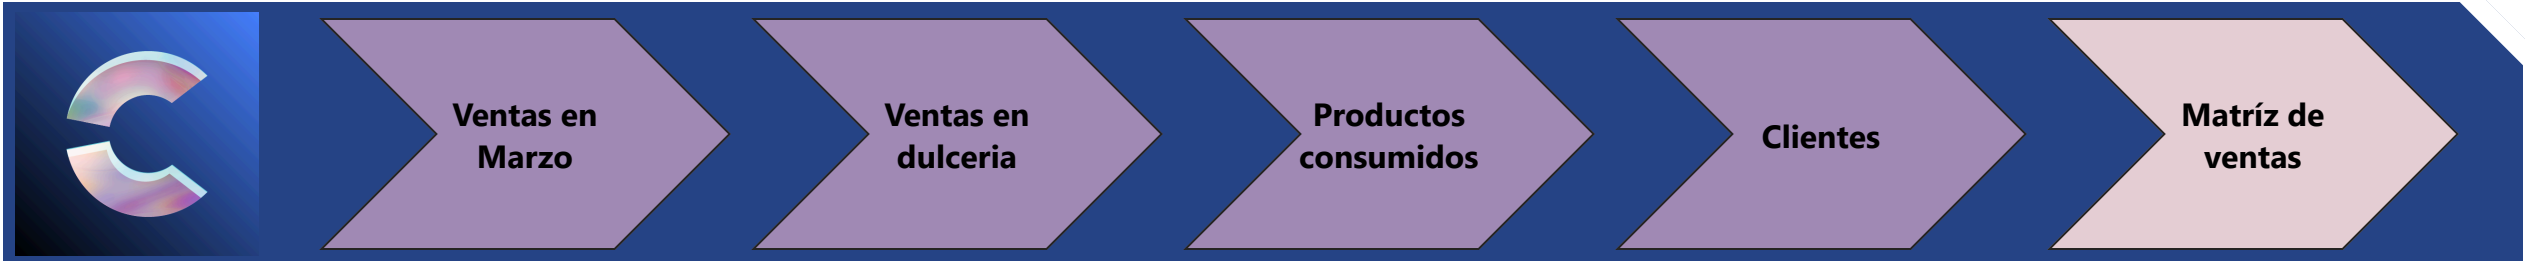 Ventas en
Marzo
Ventas en
dulceria
Productos
consumidos
Clientes
Matríz de
ventas